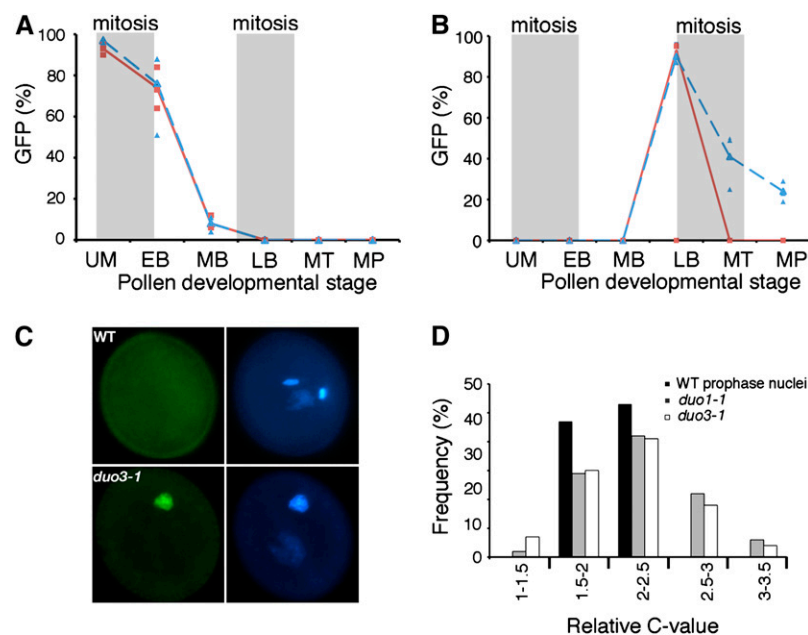 A
mitosis mitosis
GFP (%)
100
80
60
40
20
0
UM EB MB LB MT MP
Pollen developmental stage
B
mitosis mitosis
GFP (%)
100
80
60
40
20
0
UM EB MB LB MT MP
Pollen developmental stage
C
WT
duo3-1
D
WT prophase nuclei
duo1-1
duo3-1
Frequency (%)
50
40
30
20
10
0
1-1.5
1.5-2
2-2.5
2.5-3
3-3.5
Relative C-value